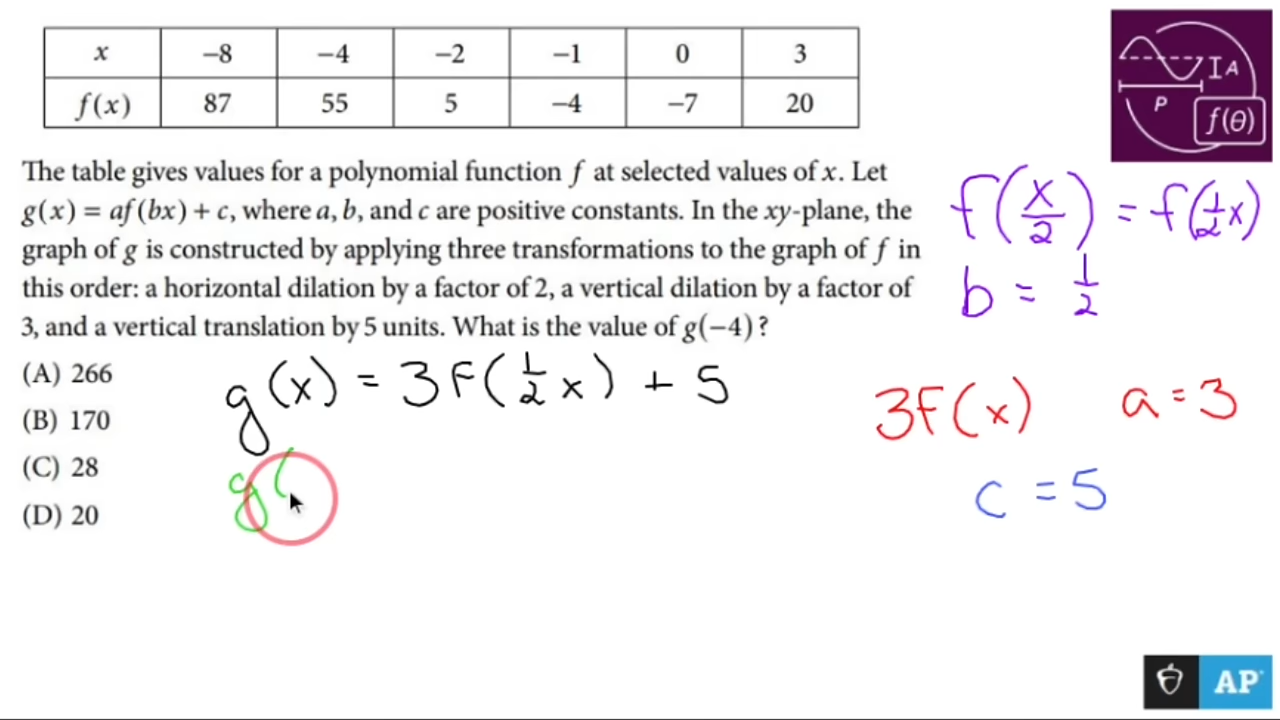 x −8 −4 −2 −1 0 3
f(x) 87 55 5 −4 −7 20
I A
P
f(θ)
The table gives values for a polynomial function f at selected values of x. Let
g(x) = af(bx) + c, where a, b, and c are positive constants. In the xy-plane, the
graph of g is constructed by applying three transformations to the graph of f in
this order: a horizontal dilation by a factor of 2, a vertical dilation by a factor of
3, and a vertical translation by 5 units. What is the value of g(−4)?
f(x/2) = f(1/2x)
b = 1/2
(A) 266
(B) 170
(C) 28
(D) 20
g(x) = 3F(1/2x) + 5
g(
3F(x) a=3
c = 5
AP